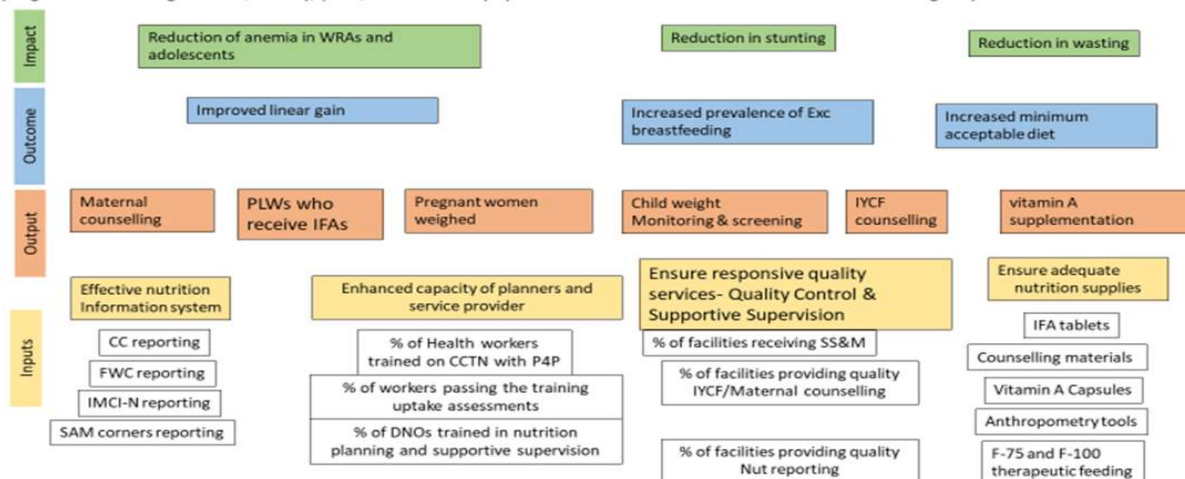 Impact
Reduction of anemia in WRAs and
adolescents
Reduction in stunting
Reduction in wasting
Outcome
Improved linear gain
Increased prevalence of Exc
breastfeeding
Increased minimum
acceptable diet
Output
Maternal
counselling
PLWs who
receive IFAs
Pregnant women
weighed
Child weight
Monitoring & screening
IYCF
counselling
vitamin A
supplementation
Inputs
Effective nutrition
Information system
CC reporting
FWC reporting
IMCI-N reporting
SAM corners reporting
Enhanced capacity of planners and
service provider
% of Health workers
trained on CCTN with P4P
% of workers passing the training
uptake assessments
% of DNOs trained in nutrition
planning and supportive supervision
Ensure responsive quality
services- Quality Control &
Supportive Supervision
% of facilities receiving SS&M
% of facilities providing quality
IYCF/Maternal counselling
% of facilities providing quality
Nut reporting
Ensure adequate
nutrition supplies
IFA tablets
Counselling materials
Vitamin A Capsules
Anthropometry tools
F-75 and F-100
therapeutic feeding